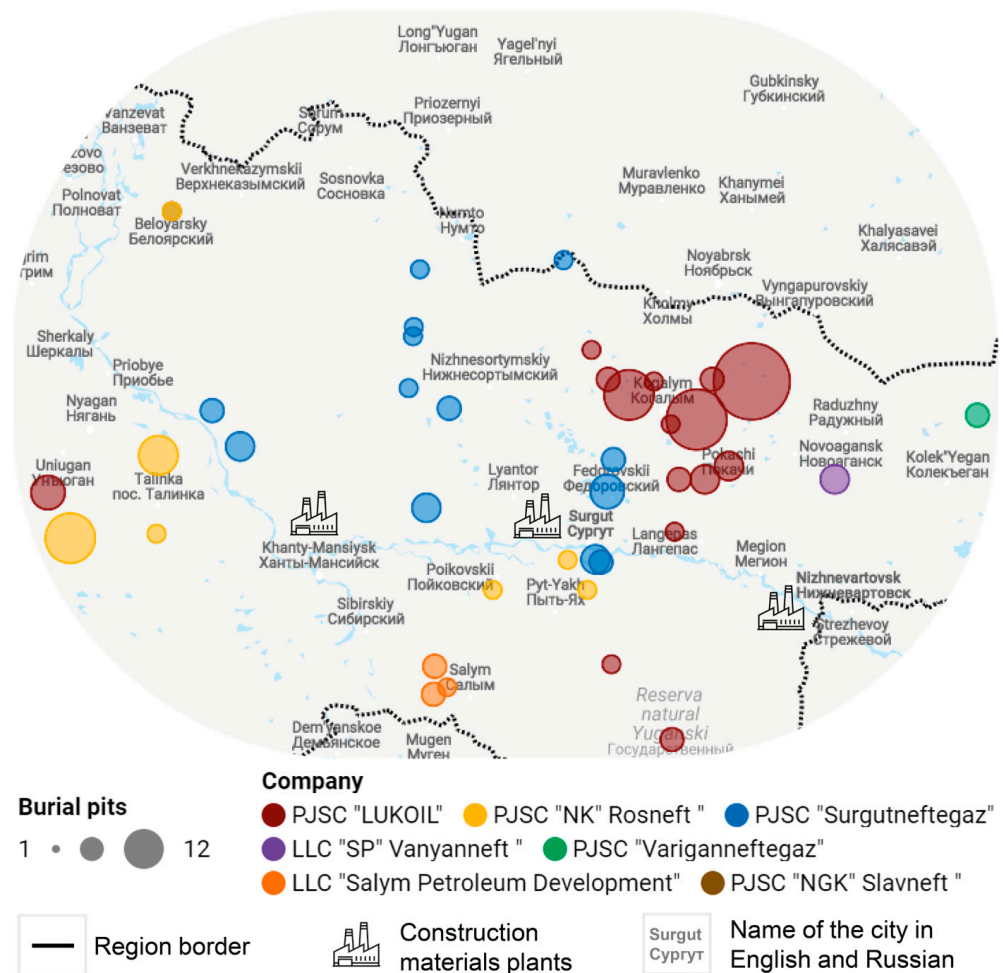 Long"Yugan
Лонгъюган
Yagel'nyi
Ягельный
Gubkinsky
Губкинский
Vanzevat
Ванзеват
Sorum
Сорум
Priozernyi
Приозерный
Polnovat
Полноват
Verkhnekazymskii
Верхнеказымский
Sosnovka
Сосновка
Muravlenko
Муравленко
Khanymei
Ханымей
Beloyarsky
Белоярский
Numto
Нумто
Khalyasavei
Халясавэй
Noyabrsk
Ноябрьск
Vyngapurovskiy
Вынгапуровский
Kholmy
Холмы
Sherkaly
Шеркалы
Priobye
Приобье
Nizhnesortymskiy
Нижнесортымский
Kogalym
Когалым
Nyagan
Нягань
Raduzhny
Радужный
Uniugan
Унъюган
Talinka
пос. Талинка
Lyantor
Лянтор
Fedorovskii
Федоровский
Pokachi
Покачи
Novoagansk
Новоаганск
Kolek"Yegan
Колекъеган
Surgut
Сургут
Khanty-Mansiysk
Ханты-Мансийск
Langepas
Лангепас
Megion
Мегион
Poikovskii
Пойковский
Pyt-Yakh
Пыть-Ях
Nizhnevartovsk
Нижневартовск
Sibirskiy
Сибирский
Strezhevoy
Стрежевой
Salym
Салым
Reserva
natural
Yuganski
Государственный
Dem'yanskoe
Демьянское
Mugen
Муген
Burial pits
1 12
Company
PJSC "LUKOIL" PJSC "NK" Rosneft " PJSC "Surgutneftegaz"
LLC "SP" Vanyanneft " PJSC "Variganneftegaz"
LLC "Salym Petroleum Development" PJSC "NGK" Slavneft "
Region border
Construction
materials plants
Surgut
Сургут
Name of the city in
English and Russian